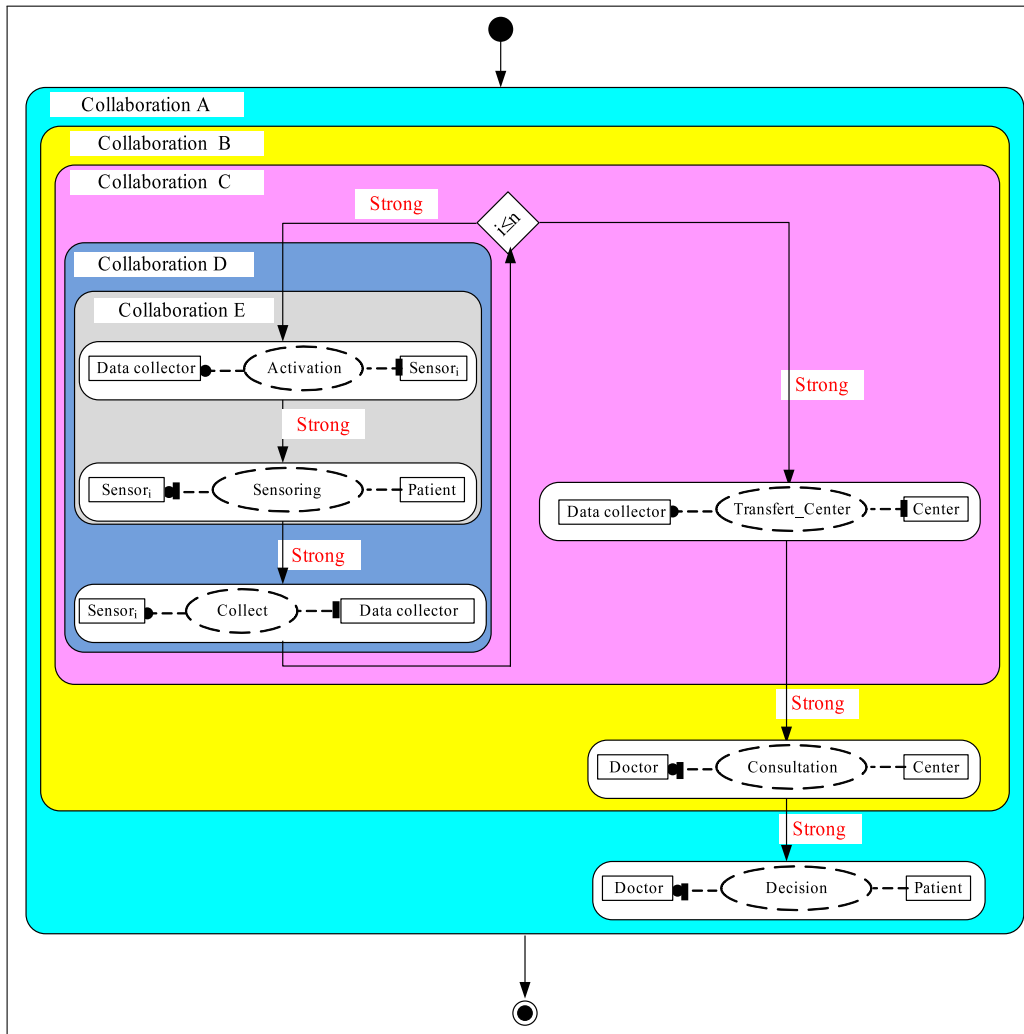 Collaboration A
Collaboration B
Collaboration C
Strong
i≤n
Collaboration D
Collaboration E
Data collector
Activation
Sensorᵢ
Strong
Strong
Sensorᵢ
Sensoring
Patient
Data collector
Transfert_Center
Center
Strong
Sensorᵢ
Collect
Data collector
Strong
Doctor
Consultation
Center
Strong
Doctor
Decision
Patient